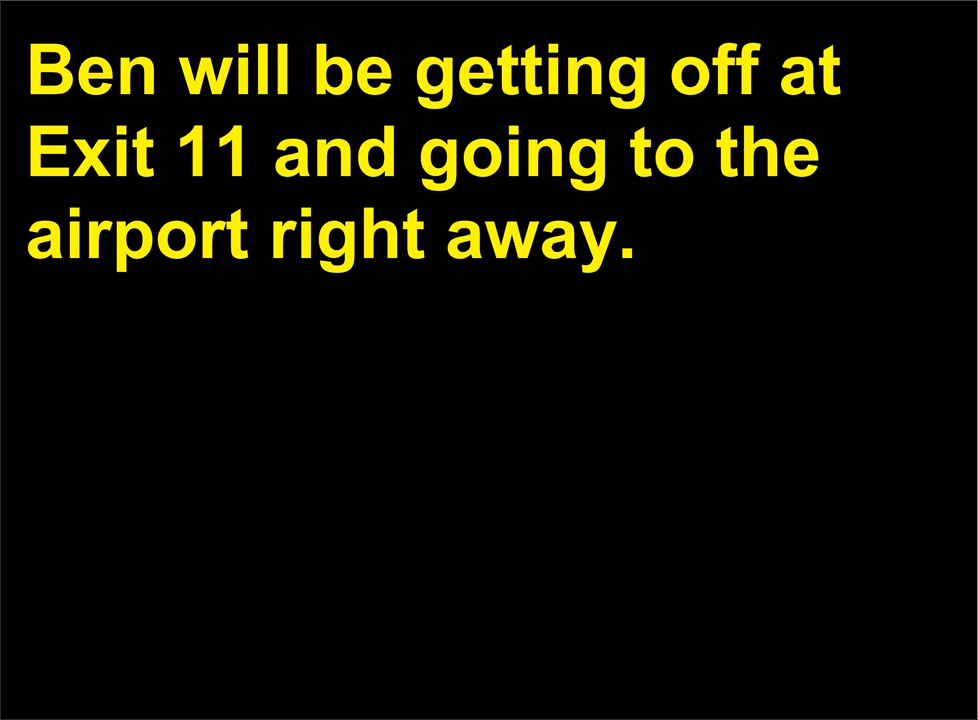 Ben will be getting off at
Exit 11 and going to the
airport right away.